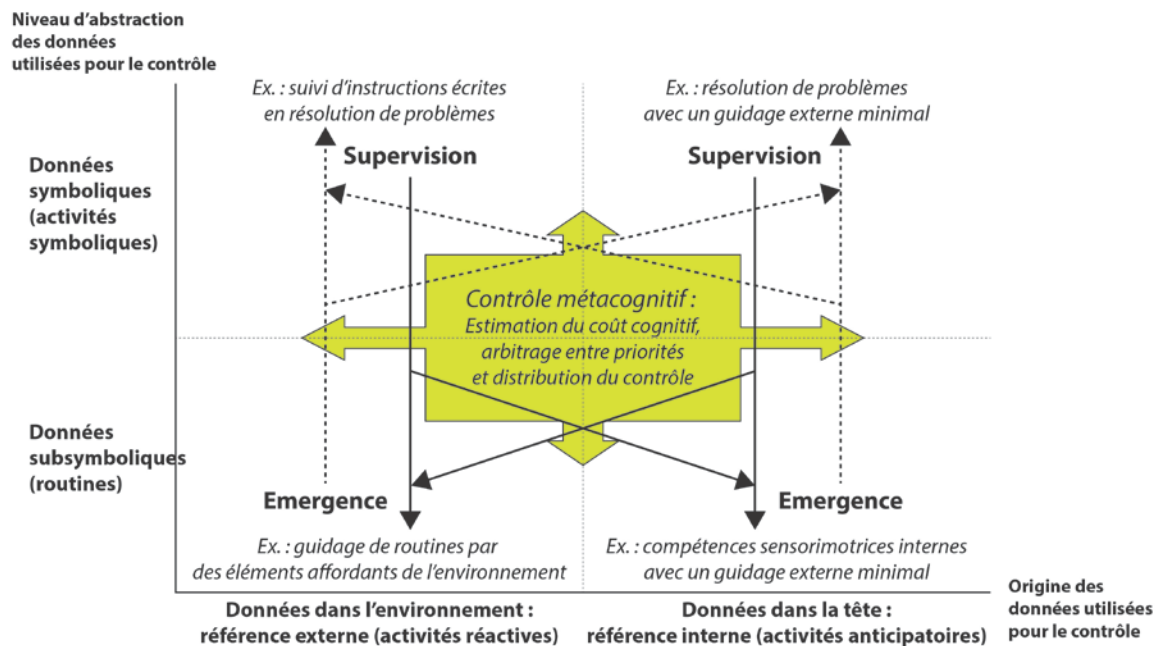 Niveau d'abstraction
des données
utilisées pour le contrôle
Ex. : suivi d'instructions écrites
en résolution de problèmes
Ex. : résolution de problèmes
avec un guidage externe minimal
Supervision
Supervision
Données
symboliques
(activités
symboliques)
Contrôle métacognitif :
Estimation du coût cognitif,
arbitrage entre priorités
et distribution du contrôle
Données
subsymboliques
(routines)
Emergence
Emergence
Ex. : guidage de routines par
des éléments affordants de l'environnement
Ex. : compétences sensorimotrices internes
avec un guidage externe minimal
Données dans l'environnement :
référence externe (activités réactives)
Données dans la tête :
référence interne (activités anticipatoires)
Origine des
données utilisées
pour le contrôle